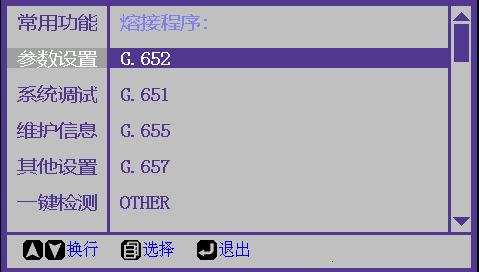 常用功能 熔接程序:
参数设置 G.652
系统调试 G.651
维护信息 G.655
其他设置 G.657
一键检测 OTHER
换行 选择 退出